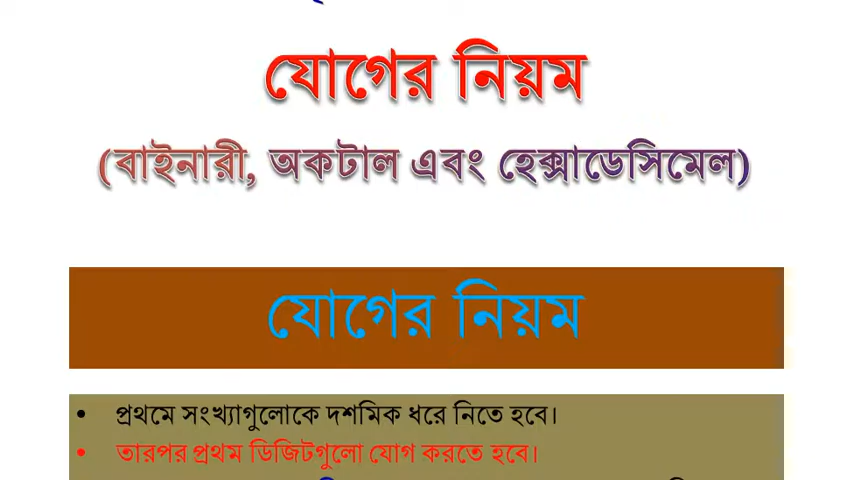 যোগের নিয়ম
(বাইনারী, অকটাল এবং হেক্সাডেসিমেল)
যোগের নিয়ম
• প্রথমে সংখ্যাগুলোকে দশমিক ধরে নিতে হবে।
• তারপর প্রথম ডিজিটগুলো যোগ করতে হবে।